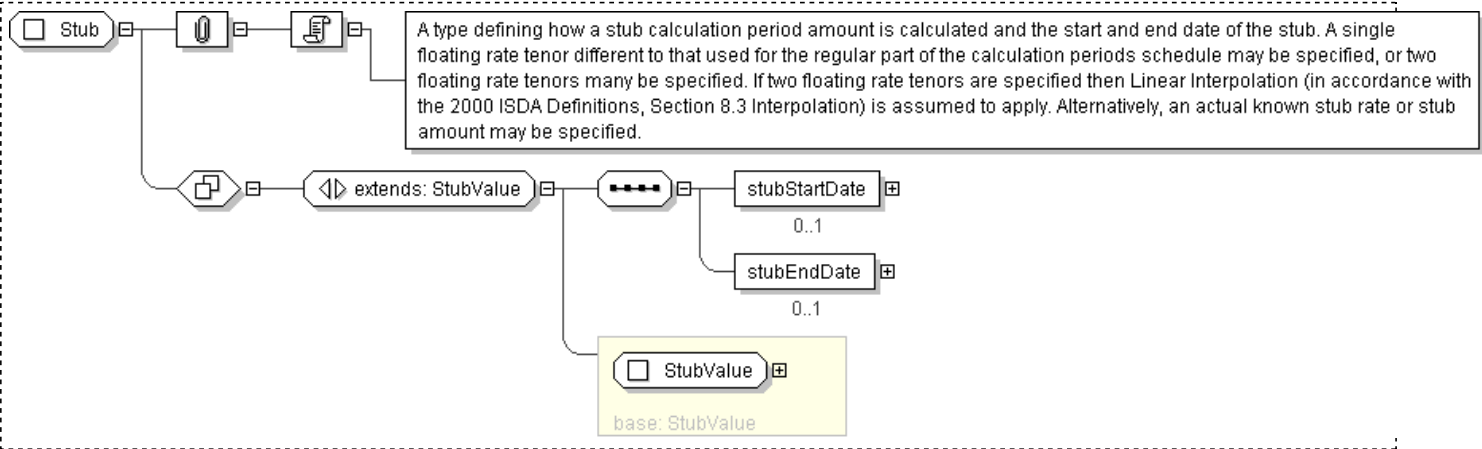 Stub
A type defining how a stub calculation period amount is calculated and the start and end date of the stub. A single
floating rate tenor different to that used for the regular part of the calculation periods schedule may be specified, or two
floating rate tenors many be specified. If two floating rate tenors are specified then Linear Interpolation (in accordance with
the 2000 ISDA Definitions, Section 8.3 Interpolation) is assumed to apply. Alternatively, an actual known stub rate or stub
amount may be specified.
extends: StubValue
stubStartDate
0..1
stubEndDate
0..1
StubValue
base: StubValue